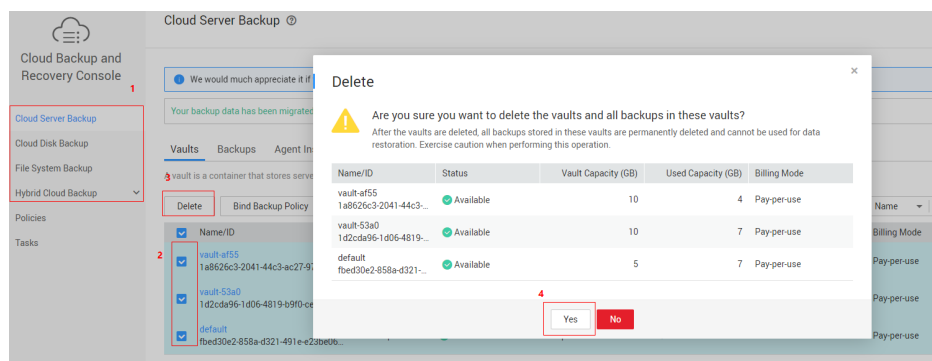 Cloud Server Backup
Cloud Backup and
Recovery Console
1
Cloud Server Backup
Cloud Disk Backup
File System Backup
Hybrid Cloud Backup
Policies
Tasks
We would much appreciate it if
Your backup data has been migrated
Vaults Backups Agent In
A vault is a container that stores serve
3
Delete Bind Backup Policy
Name
Name/ID
Billing Mode
2
vault-af55
1a8626c3-2041-44c3-ac27-97
Pay-per-use
vault-53a0
1d2cda96-1d06-4819-b9f0-ce
Pay-per-use
default
fbed30e2-858a-d321-491e-e23be06...
Pay-per-use
Delete
Are you sure you want to delete the vaults and all backups in these vaults?
After the vaults are deleted, all backups stored in these vaults are permanently deleted and cannot be used for data
restoration. Exercise caution when performing this operation.
Name/ID Status Vault Capacity (GB) Used Capacity (GB) Billing Mode
vault-af55
1a8626c3-2041-44c3-... Available 10 4 Pay-per-use
vault-53a0
1d2cda96-1d06-4819-... Available 10 7 Pay-per-use
default
fbed30e2-858a-d321-... Available 5 7 Pay-per-use
4
Yes No